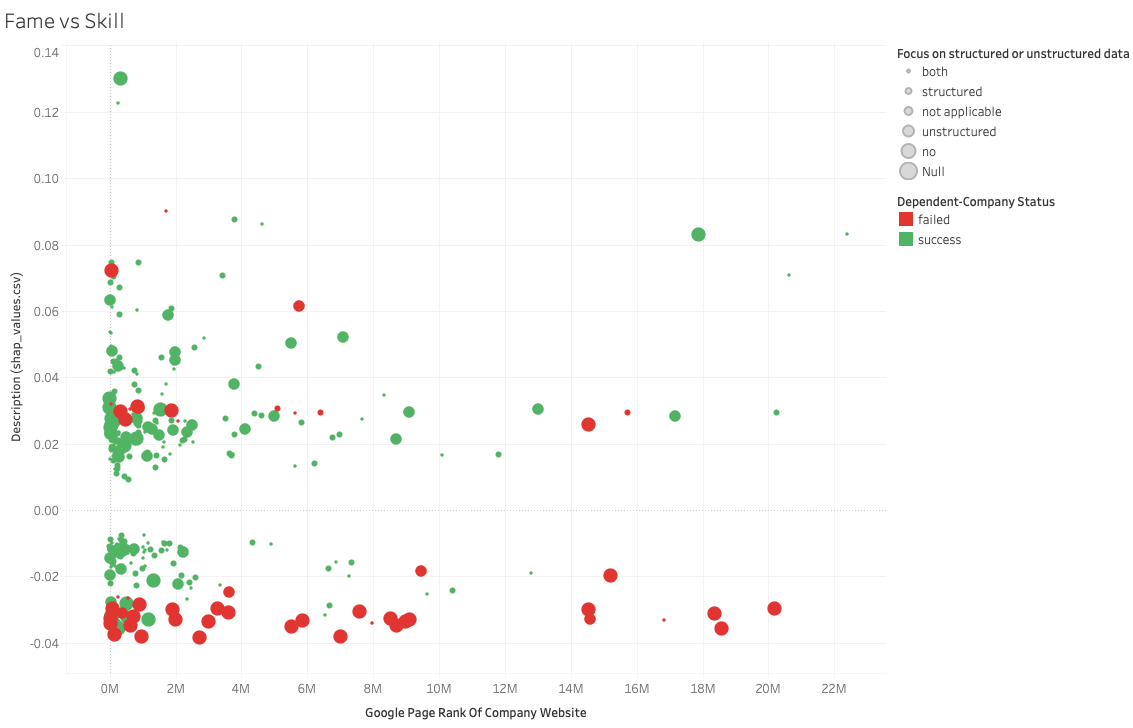 Fame vs Skill
Focus on structured or unstructured data
both
structured
not applicable
unstructured
no
Null
Dependent-Company Status
failed
success
Description (shap_values.csv)
0.14
0.12
0.10
0.08
0.06
0.04
0.02
0.00
-0.02
-0.04
0M
2M
4M
6M
8M
10M
12M
14M
16M
18M
20M
22M
Google Page Rank Of Company Website